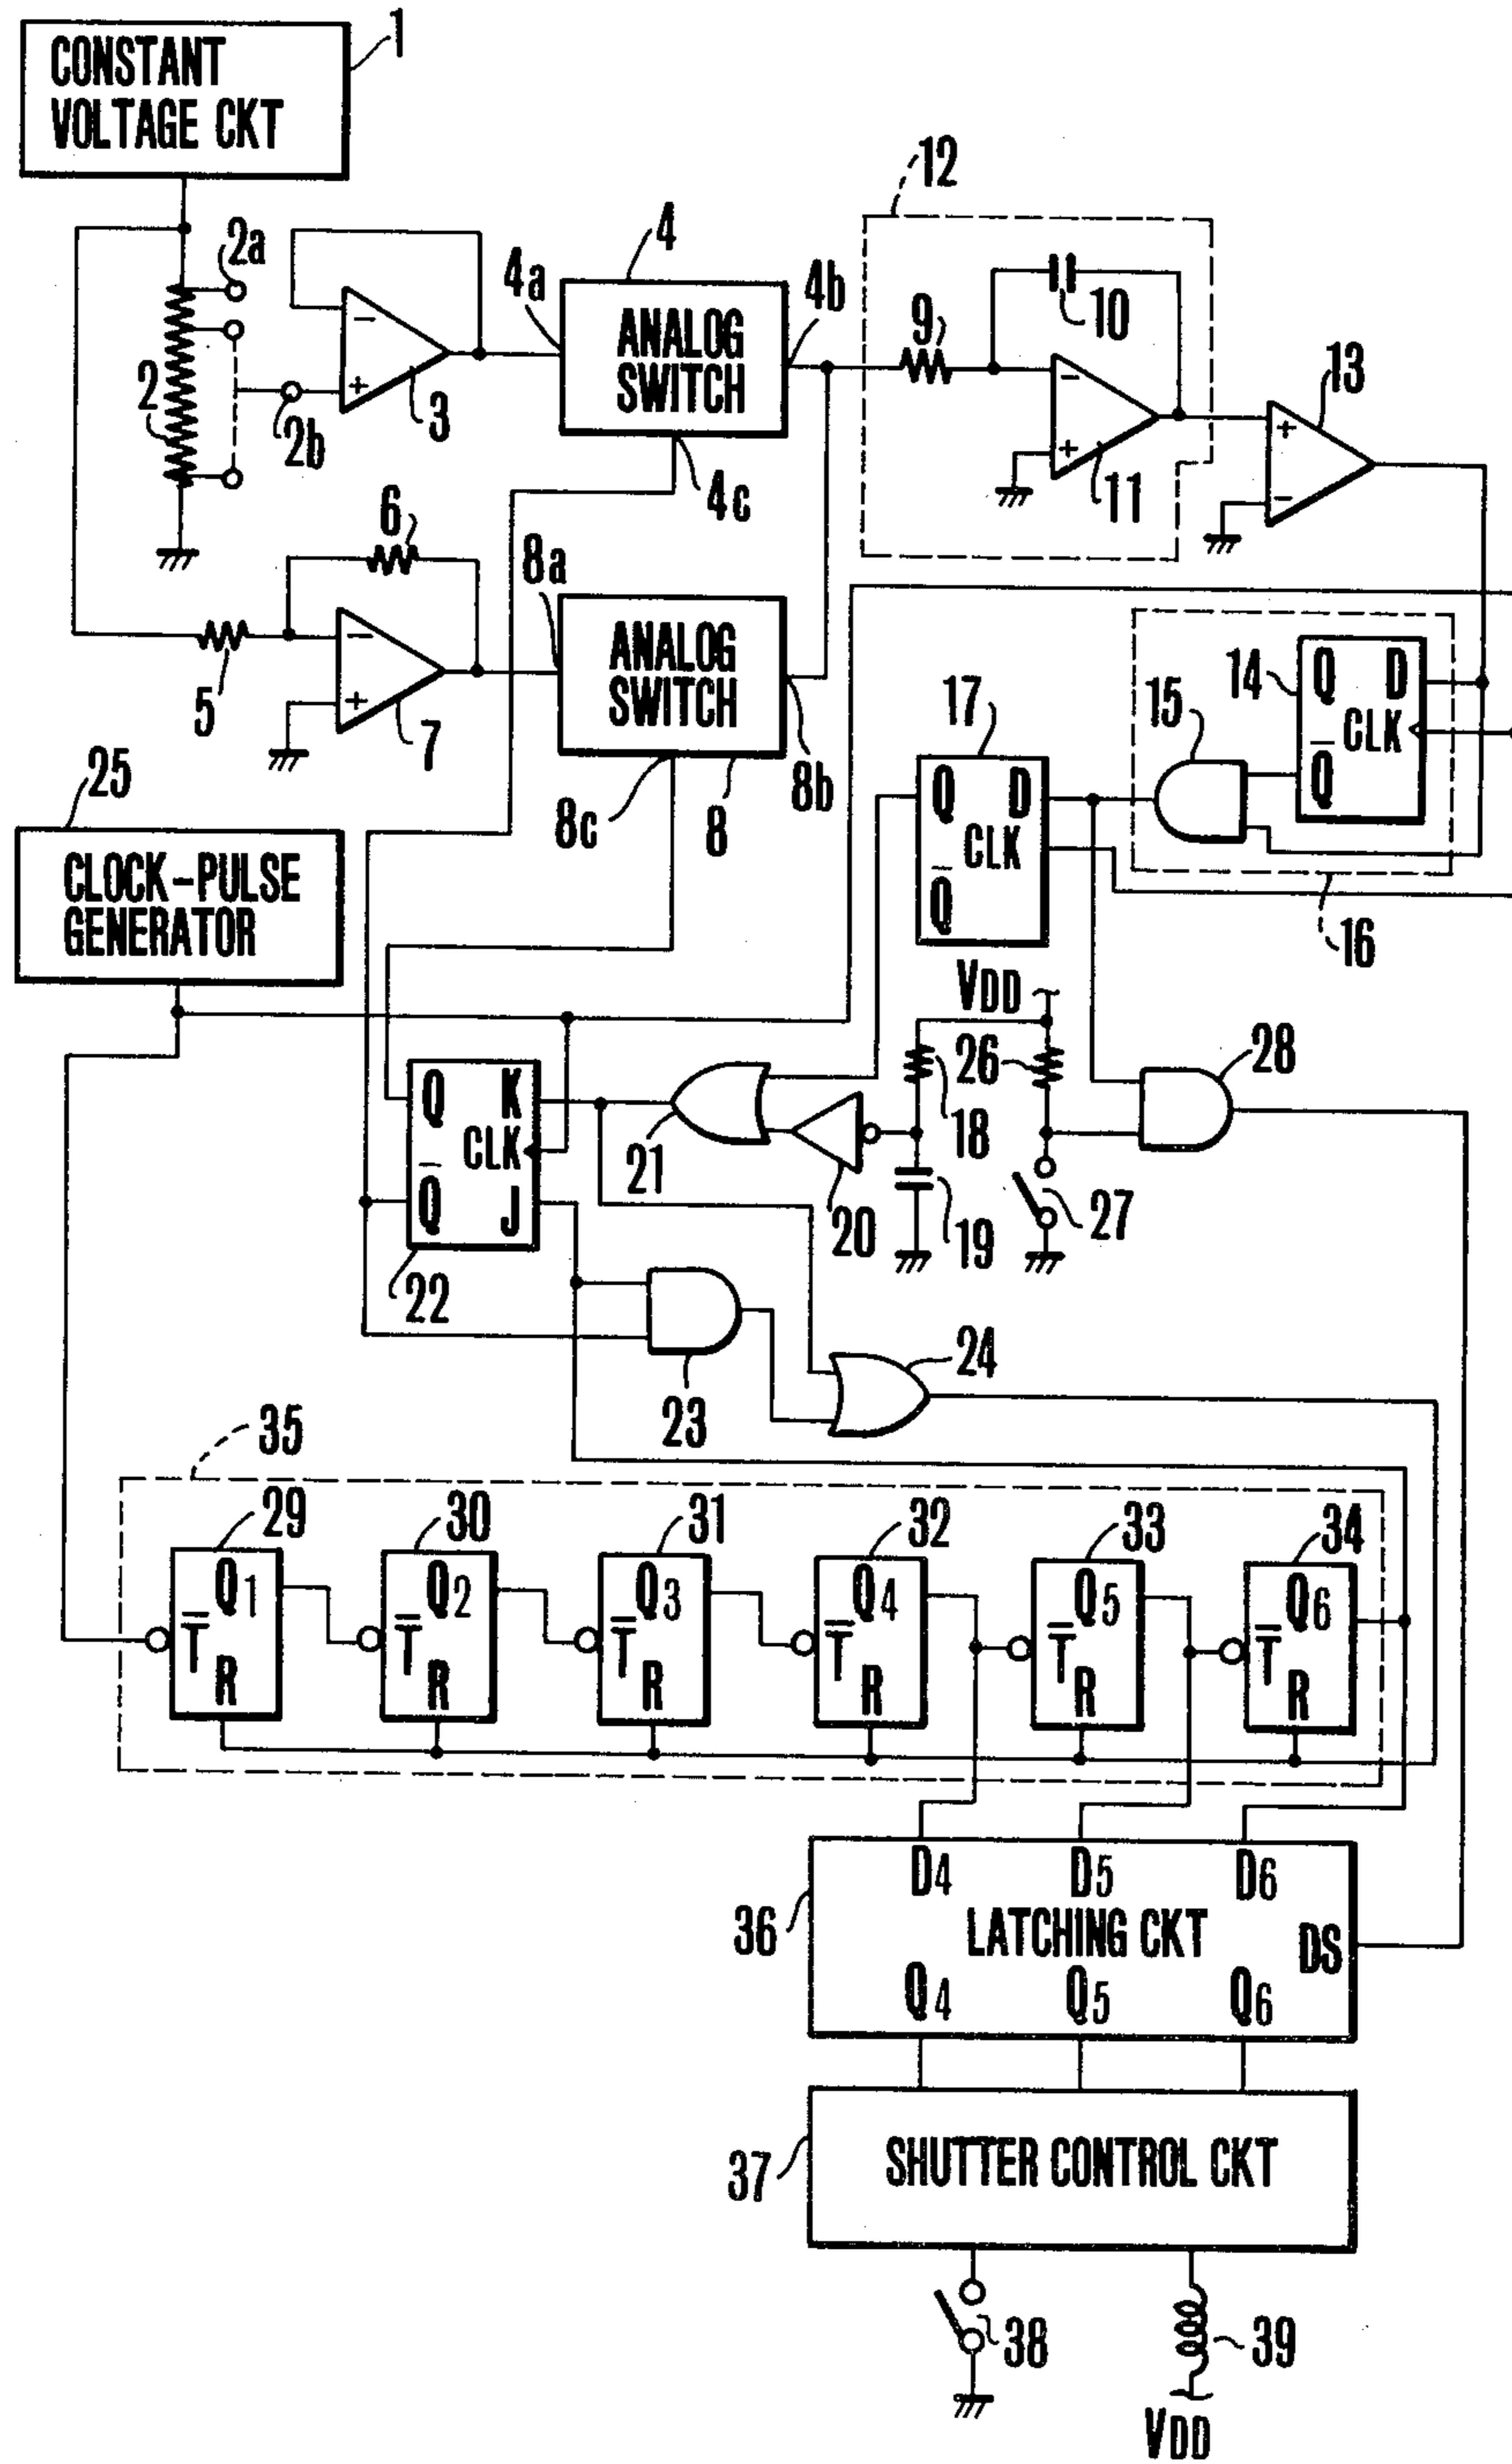 CONSTANT
VOLTAGE CKT
1
2a
2
2b
3
4a
4
ANALOG
SWITCH
4b
4c
12
9
10
11
13
6
5
7
8a
ANALOG
SWITCH
8c
8
8b
25
CLOCK-PULSE
GENERATOR
17
Q D
CLK
Q̅
15
14
Q D
CLK
Q̅
16
VDD
26
18
28
Q K
CLK
Q̅ J
22
21
20
19
27
23
24
35
29
Q1
T̅
R
30
Q2
T̅
R
31
Q3
T̅
R
32
Q4
T̅
R
33
Q5
T̅
R
34
Q6
T̅
R
D4 D5 D6
36
LATCHING CKT
DS
Q4 Q5 Q6
37
SHUTTER CONTROL CKT
38
39
VDD